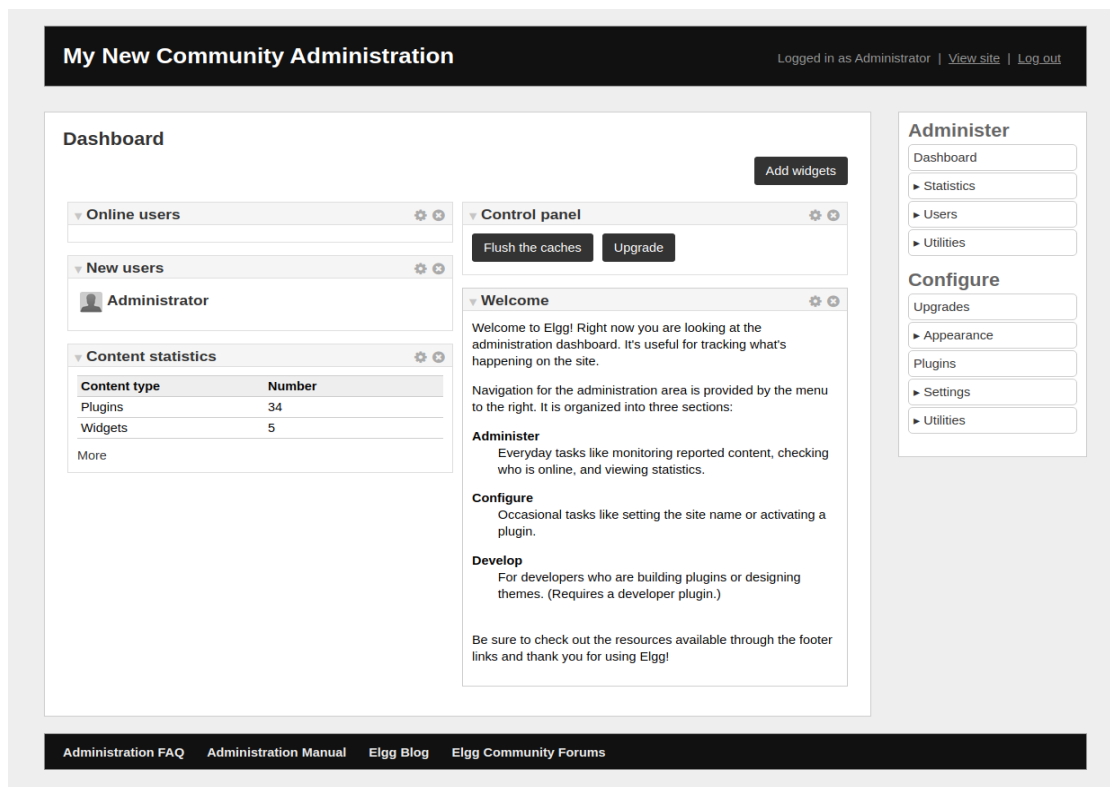 My New Community Administration
Logged in as Administrator | View site | Log out
Dashboard
Add widgets
Online users
New users
Administrator
Content statistics
Content type Number
Plugins 34
Widgets 5
More
Control panel
Flush the caches Upgrade
Welcome
Welcome to Elgg! Right now you are looking at the
administration dashboard. It's useful for tracking what's
happening on the site.
Navigation for the administration area is provided by the menu
to the right. It is organized into three sections:
Administer
Everyday tasks like monitoring reported content, checking
who is online, and viewing statistics.
Configure
Occasional tasks like setting the site name or activating a
plugin.
Develop
For developers who are building plugins or designing
themes. (Requires a developer plugin.)
Be sure to check out the resources available through the footer
links and thank you for using Elgg!
Administer
Dashboard
▸ Statistics
▸ Users
▸ Utilities
Configure
Upgrades
▸ Appearance
Plugins
▸ Settings
▸ Utilities
Administration FAQ Administration Manual Elgg Blog Elgg Community Forums